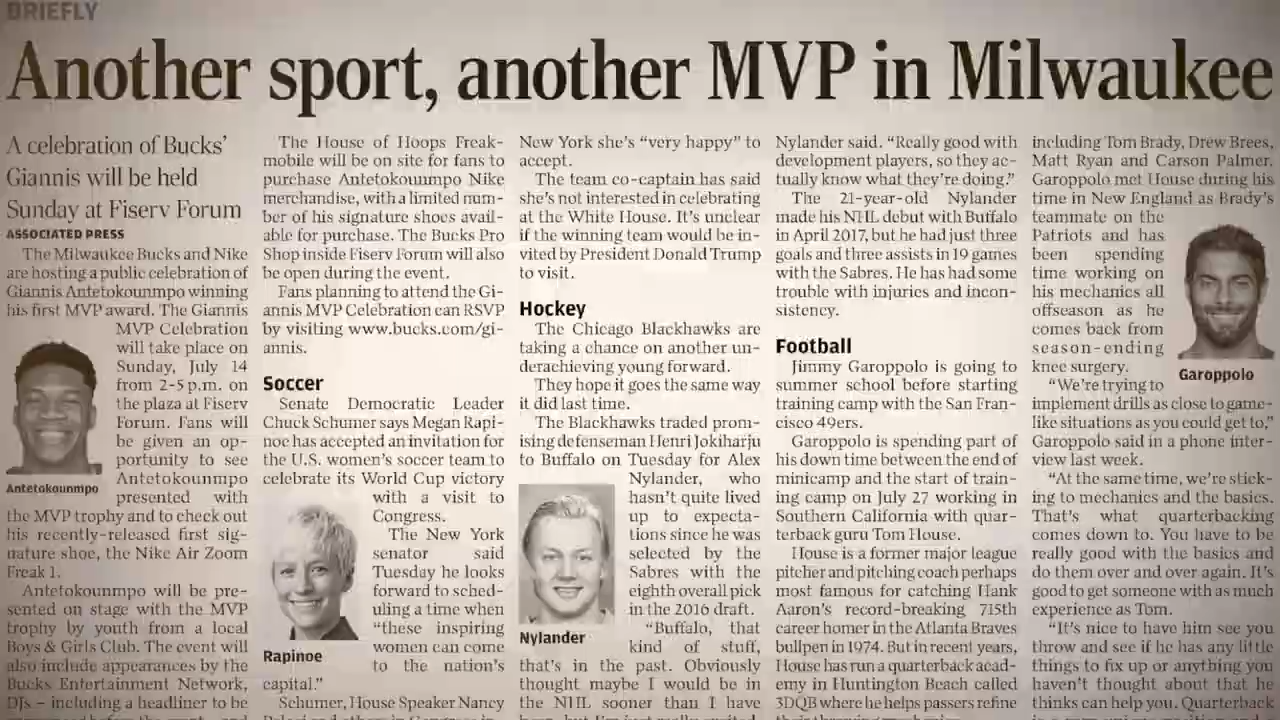 BRIEFLY
Another sport, another MVP in Milwaukee
A celebration of Bucks'
Giannis will be held
Sunday at Fiserv Forum
ASSOCIATED PRESS
The Milwaukee Bucks and Nike
are hosting a public celebration of
Giannis Antetokounmpo winning
his first MVP award. The Giannis
MVP Celebration
will take place on
Sunday, July 14
from 2-5 p.m. on
the plaza at Fiserv
Forum. Fans will
be given an op-
portunity to see
Antetokounmpo
presented with
Antetokounmpo
the MVP trophy and to check out
his recently-released first sig-
nature shoe, the Nike Air Zoom
Freak 1.
Antetokounmpo will be pre-
sented on stage with the MVP
trophy by youth from a local
Boys & Girls Club. The event will
also include appearances by the
Bucks Entertainment Network,
DJs – including a headliner to be
The House of Hoops Freak-
mobile will be on site for fans to
purchase Antetokounmpo Nike
merchandise, with a limited num-
ber of his signature shoes avail-
able for purchase. The Bucks Pro
Shop inside Fiserv Forum will also
be open during the event.
Fans planning to attend the Gi-
annis MVP Celebration can RSVP
by visiting www.bucks.com/gi-
annis.
Soccer
Senate Democratic Leader
Chuck Schumer says Megan Rapi-
noe has accepted an invitation for
the U.S. women's soccer team to
celebrate its World Cup victory
with a visit to
Congress.
The New York
senator said
Tuesday he looks
forward to sched-
uling a time when
"these inspiring
women can come
to the nation's
Rapinoe
capital."
Schumer, House Speaker Nancy
Pelosi and others in Congress in-
New York she's "very happy" to
accept.
The team co-captain has said
she's not interested in celebrating
at the White House. It's unclear
if the winning team would be in-
vited by President Donald Trump
to visit.
Hockey
The Chicago Blackhawks are
taking a chance on another un-
derachieving young forward.
They hope it goes the same way
it did last time.
The Blackhawks traded prom-
ising defenseman Henri Jokiharju
to Buffalo on Tuesday for Alex
Nylander, who
hasn't quite lived
up to expecta-
tions since he was
selected by the
Sabres with the
eighth overall pick
in the 2016 draft.
"Buffalo, that
kind of stuff,
Nylander
that's in the past. Obviously
thought maybe I would be in
the NHL sooner than I have
Nylander said. "Really good with
development players, so they ac-
tually know what they're doing."
The 21-year-old Nylander
made his NHL debut with Buffalo
in April 2017, but he had just three
goals and three assists in 19 games
with the Sabres. He has had some
trouble with injuries and incon-
sistency.
Football
Jimmy Garoppolo is going to
summer school before starting
training camp with the San Fran-
cisco 49ers.
Garoppolo is spending part of
his down time between the end of
minicamp and the start of train-
ing camp on July 27 working in
Southern California with quar-
terback guru Tom House.
House is a former major league
pitcher and pitching coach perhaps
most famous for catching Hank
Aaron's record-breaking 715th
career homer in the Atlanta Braves
bullpen in 1974. But in recent years,
House has run a quarterback acad-
emy in Huntington Beach called
3DQB where he helps passers refine
including Tom Brady, Drew Brees,
Matt Ryan and Carson Palmer.
Garoppolo met House during his
time in New England as Brady's
teammate on the
Patriots and has
been spending
time working on
his mechanics all
offseason as he
comes back from
season-ending
knee surgery.
Garoppolo
"We're trying to
implement drills as close to game-
like situations as you could get to,"
Garoppolo said in a phone inter-
view last week.
"At the same time, we're stick-
ing to mechanics and the basics.
That's what quarterbacking
comes down to. You have to be
really good with the basics and
do them over and over again. It's
good to get someone with as much
experience as Tom.
"It's nice to have him see you
throw and see if he has any little
things to fix up or anything you
haven't thought about that he
thinks can help you. Quarterback